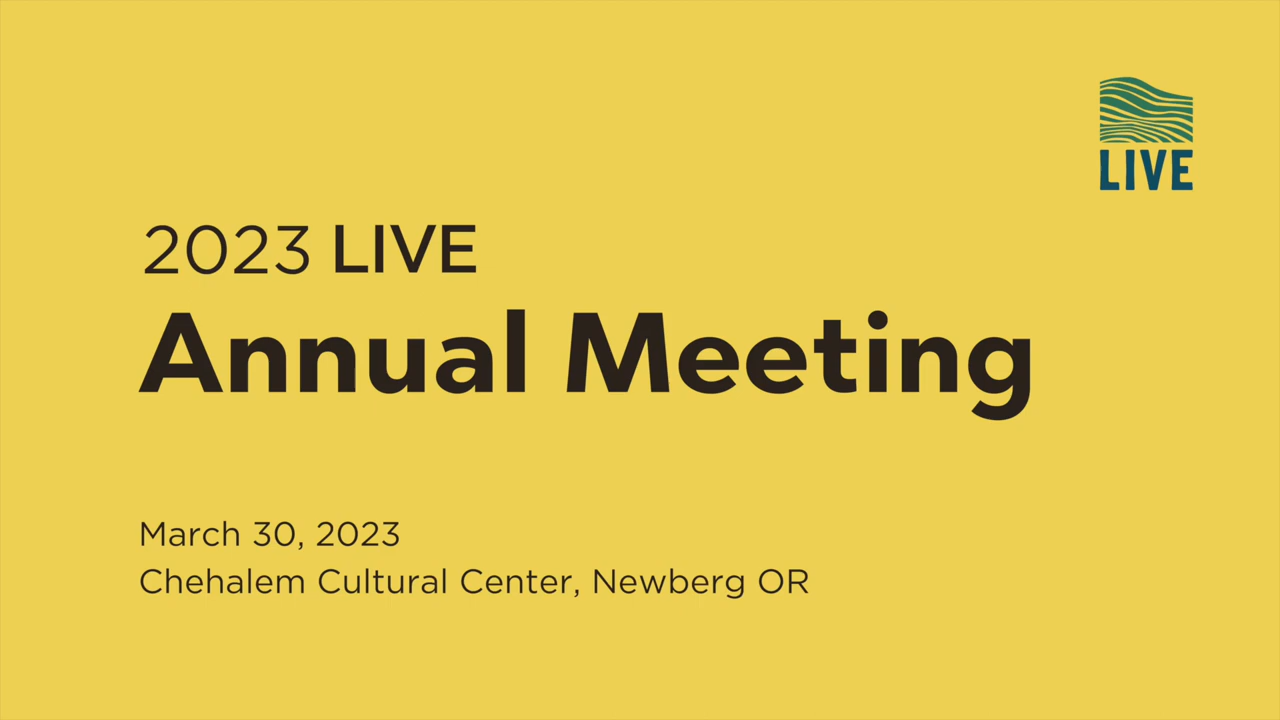 LIVE
2023 LIVE
Annual Meeting
March 30, 2023
Chehalem Cultural Center, Newberg OR